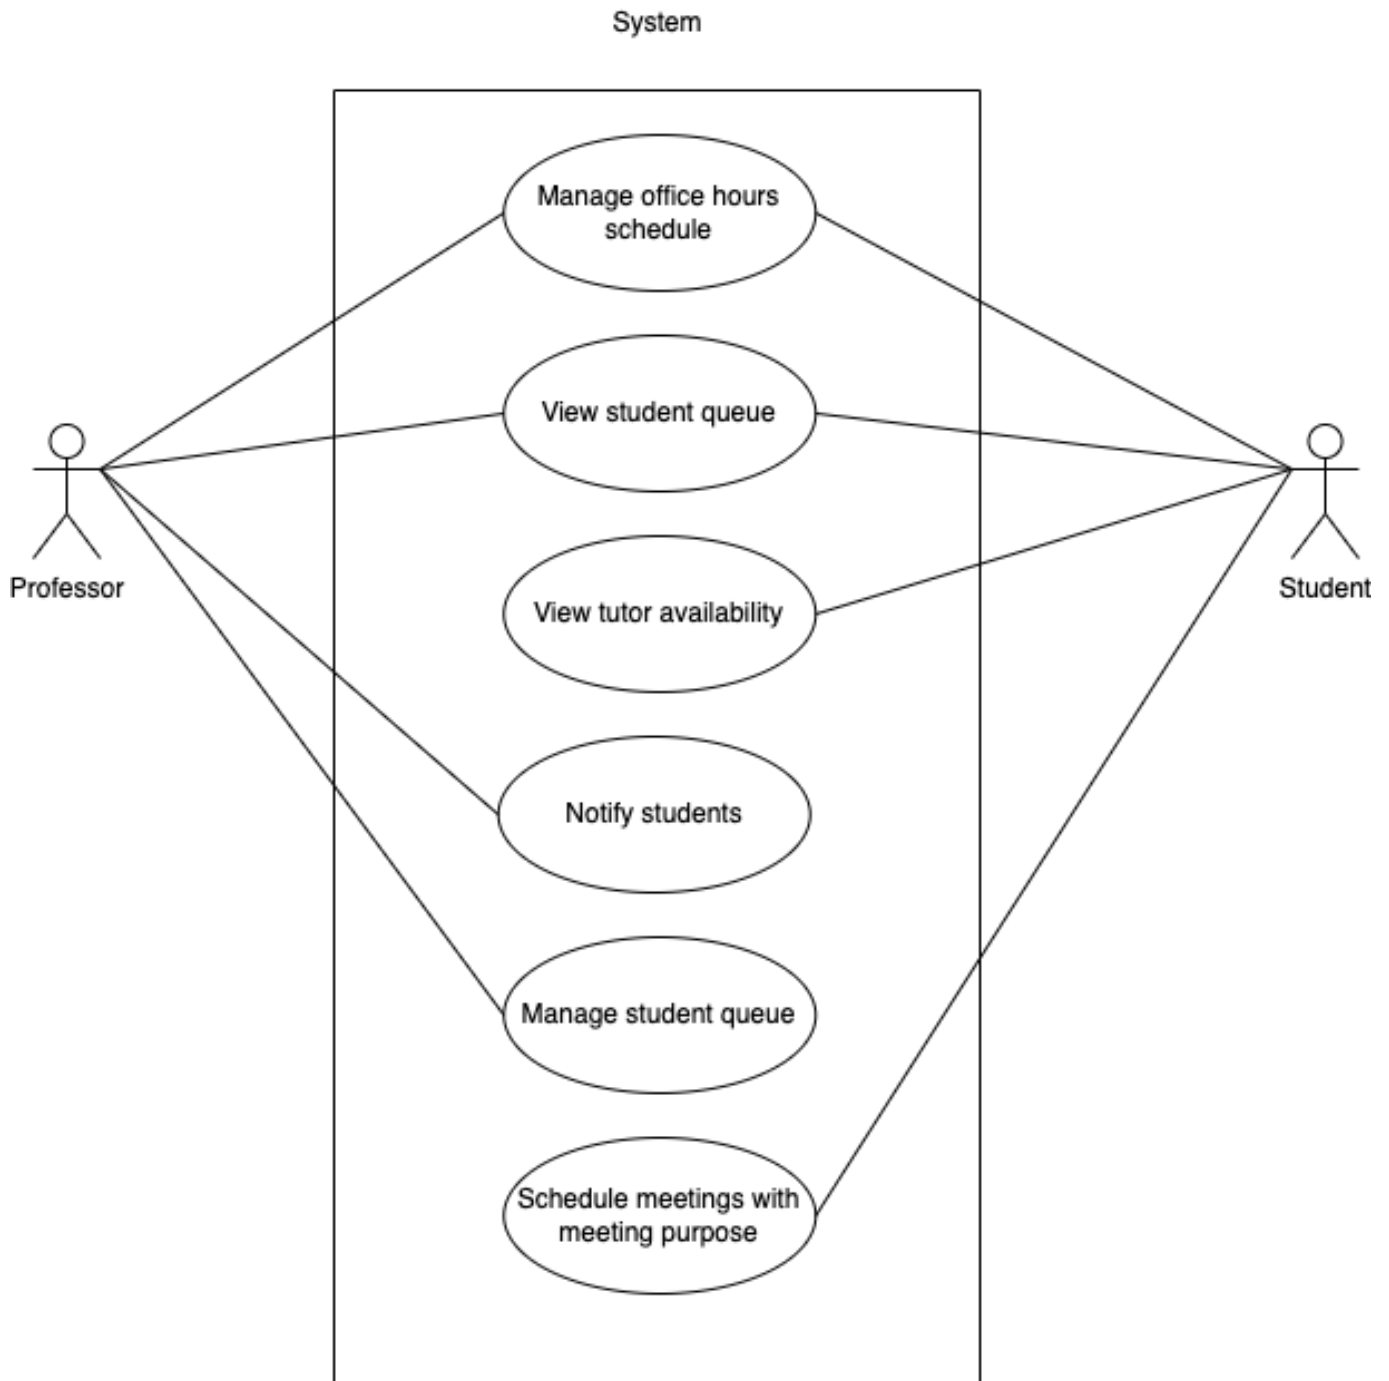 System
Manage office hours
schedule
View student queue
Professor
Student
View tutor availability
Notify students
Manage student queue
Schedule meetings with
meeting purpose